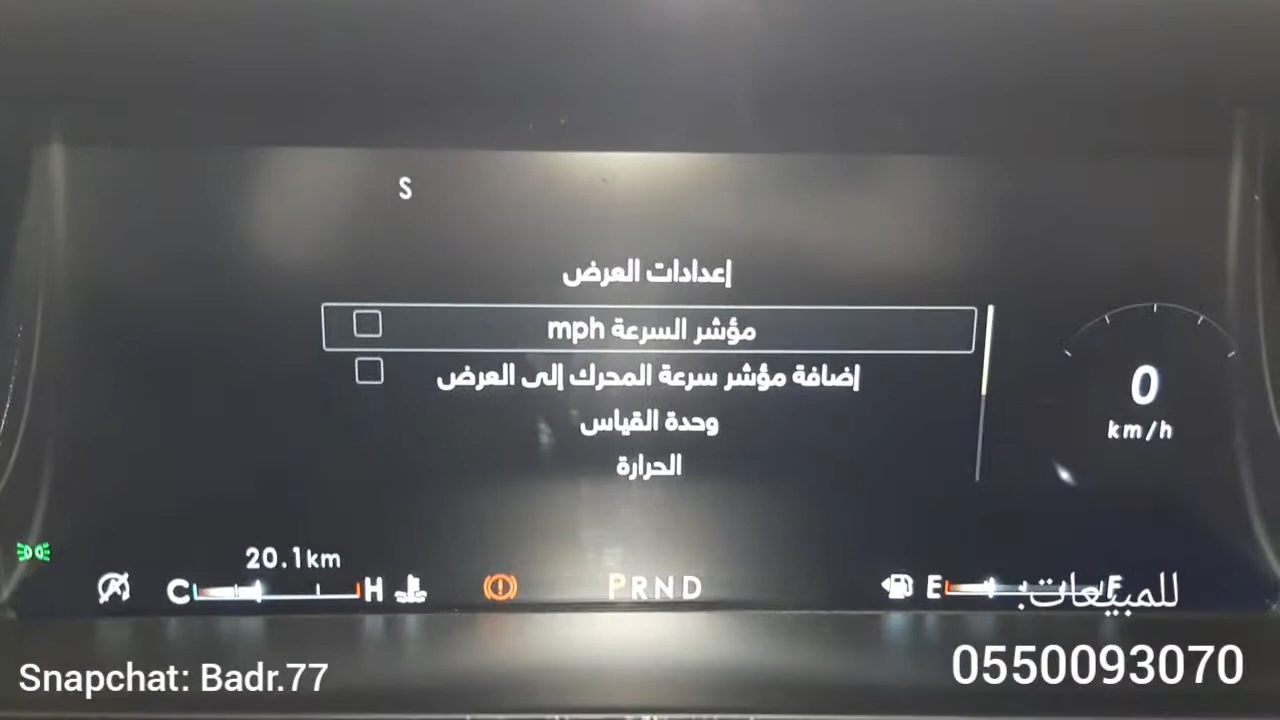 S
إعدادات العرض
مؤشر السرعة mph
إضافة مؤشر سرعة المحرك إلى العرض
وحدة القياس
الحرارة
0
km/h
20.1km
C H
PRND
E F
للمبيعات:
0550093070
Snapchat: Badr.77